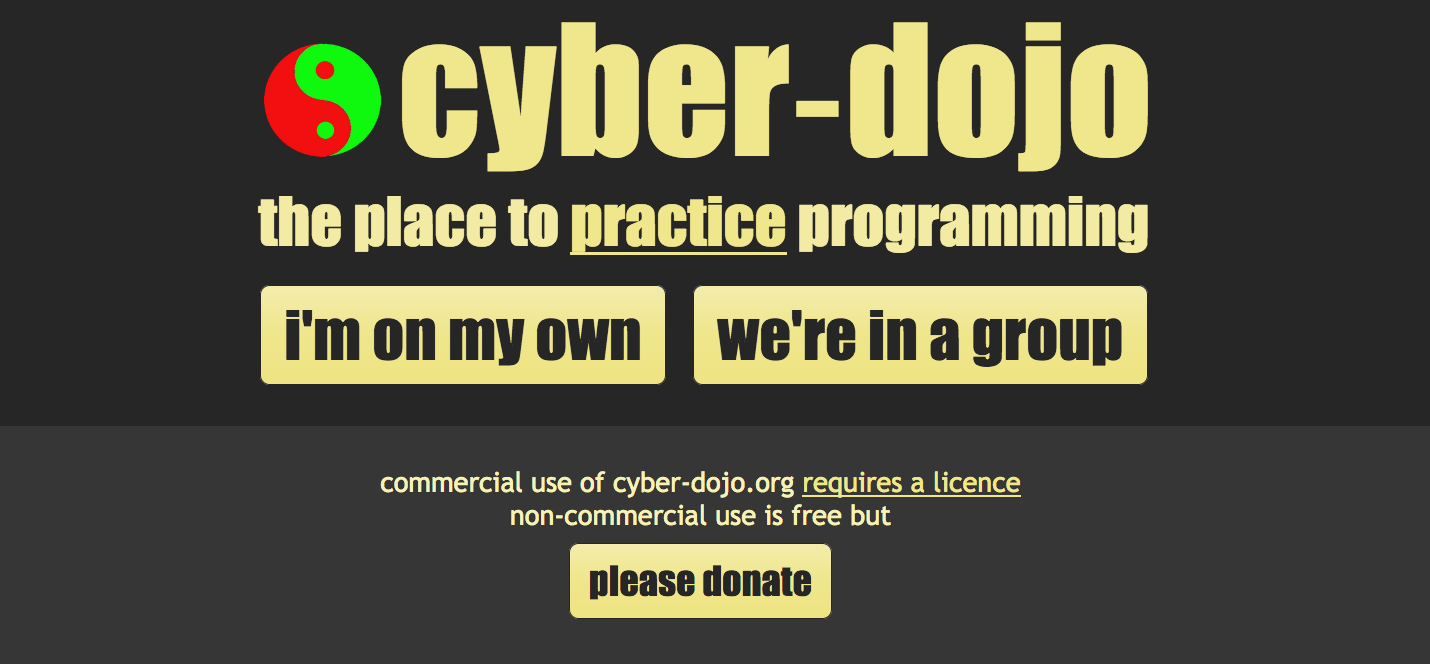 cyber-dojo
the place to practice programming
i'm on my own
we're in a group
commercial use of cyber-dojo.org requires a licence
non-commercial use is free but
please donate